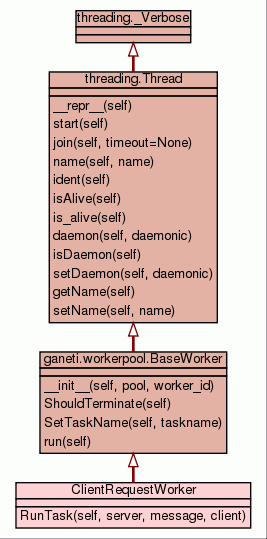 threading._Verbose
threading.Thread
__repr__(self)
start(self)
join(self, timeout=None)
name(self, name)
ident(self)
isAlive(self)
is_alive(self)
daemon(self, daemonic)
isDaemon(self)
setDaemon(self, daemonic)
getName(self)
setName(self, name)
ganeti.workerpool.BaseWorker
__init__(self, pool, worker_id)
ShouldTerminate(self)
SetTaskName(self, taskname)
run(self)
ClientRequestWorker
RunTask(self, server, message, client)